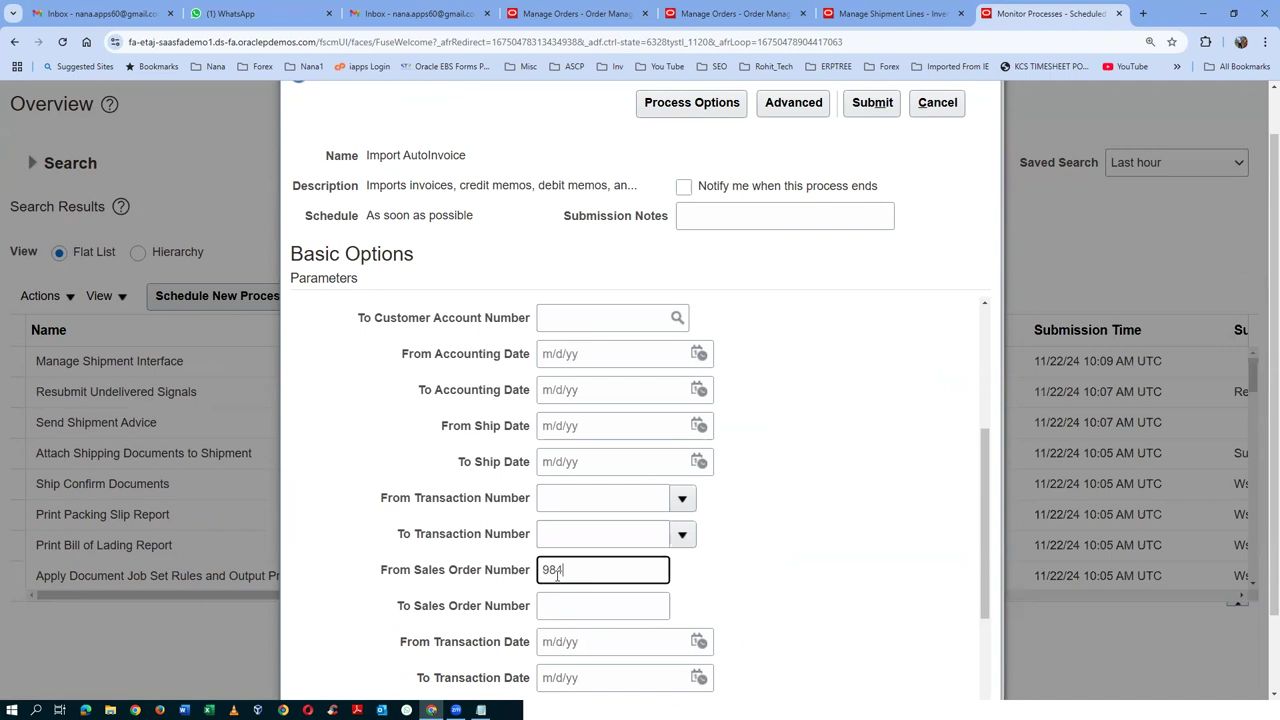 Inbox - nana.apps60@gmail.co
(1) WhatsApp
Inbox - nana.apps60@gmail.co
Manage Orders - Order Manag
Manage Orders - Order Manag
Manage Shipment Lines - Inve
Monitor Processes - Scheduled
fa-etaj-saasfademo1.ds-fa.oraclepdemos.com/fscmUI/faces/FuseWelcome?_afrRedirect=167504783134349388&_adf.ctrl-state=6328tystl_1120&_afrLoop=16750478904417063
Suggested Sites
Bookmarks
Nana
Forex
Nana1
iapps Login
Oracle EBS Forms P...
Misc
ASCP
Inv
You Tube
SEO
Rohit_Tech
ERPTREE
Forex
Imported From IE
KCS TIMESHEET PO...
YouTube
All Bookmarks
Overview
Process Options
Advanced
Submit
Cancel
Name Import AutoInvoice
Search
Saved Search Last hour
Description Imports invoices, credit memos, debit memos, an...
Notify me when this process ends
Search Results
Schedule As soon as possible
Submission Notes
View Flat List Hierarchy
Basic Options
Parameters
Actions View Schedule New Proces
Name
Submission Time
Su
To Customer Account Number
From Accounting Date m/d/yy
To Accounting Date m/d/yy
From Ship Date m/d/yy
To Ship Date m/d/yy
From Transaction Number
To Transaction Number
From Sales Order Number 984
To Sales Order Number
From Transaction Date m/d/yy
To Transaction Date m/d/yy
Manage Shipment Interface 11/22/24 10:09 AM UTC
Resubmit Undelivered Signals 11/22/24 10:07 AM UTC Re
Send Shipment Advice 11/22/24 10:07 AM UTC
Attach Shipping Documents to Shipment 11/22/24 10:05 AM UTC Su
Ship Confirm Documents 11/22/24 10:05 AM UTC Ws
Print Packing Slip Report 11/22/24 10:05 AM UTC Ws
Print Bill of Lading Report 11/22/24 10:05 AM UTC Ws
Apply Document Job Set Rules and Output Pr 11/22/24 10:05 AM UTC Ws